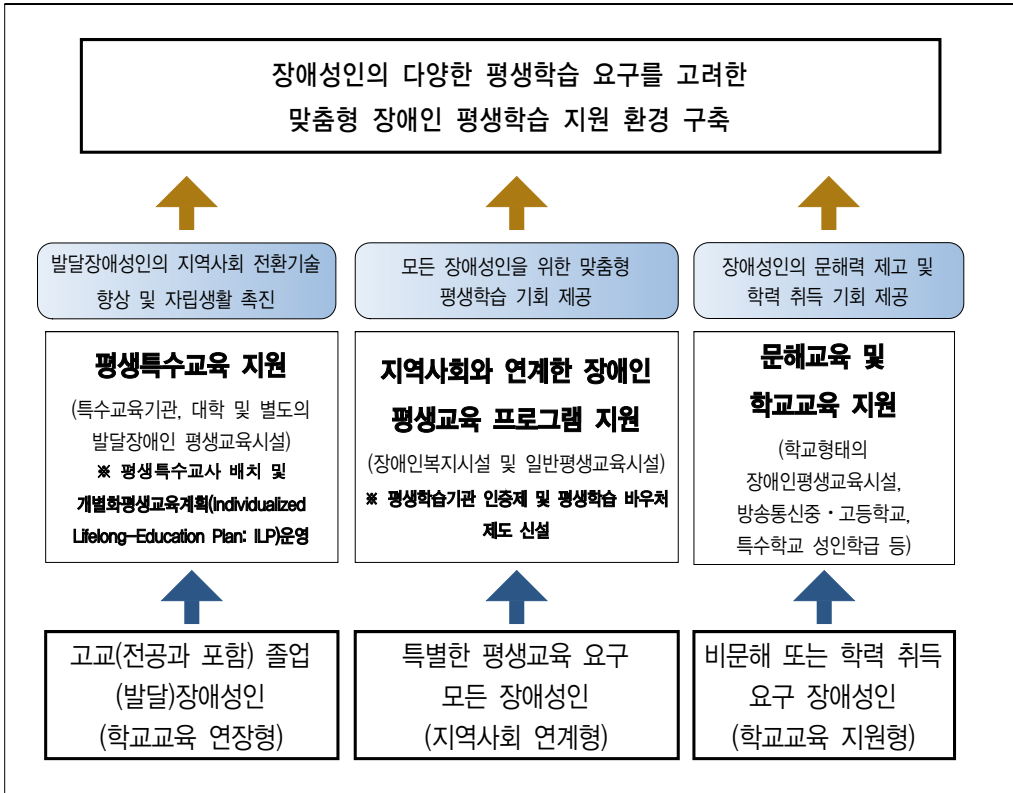 장애성인의 다양한 평생학습 요구를 고려한
맞춤형 장애인 평생학습 지원 환경 구축
발달장애성인의 지역사회 전환기술
향상 및 자립생활 촉진
모든 장애성인을 위한 맞춤형
평생학습 기회 제공
장애성인의 문해력 제고 및
학력 취득 기회 제공
평생특수교육 지원
(특수교육기관, 대학 및 별도의
발달장애인 평생교육시설)
※ 평생특수교사 배치 및
개별화평생교육계획(Individualized
Lifelong-Education Plan: ILP)운영
지역사회와 연계한 장애인
평생교육 프로그램 지원
(장애인복지시설 및 일반평생교육시설)
※ 평생학습기관 인증제 및 평생학습 바우처
제도 신설
문해교육 및
학교교육 지원
(학교형태의
장애인평생교육시설,
방송통신중・고등학교,
특수학교 성인학급 등)
고교(전공과 포함) 졸업
(발달)장애성인
(학교교육 연장형)
특별한 평생교육 요구
모든 장애성인
(지역사회 연계형)
비문해 또는 학력 취득
요구 장애성인
(학교교육 지원형)